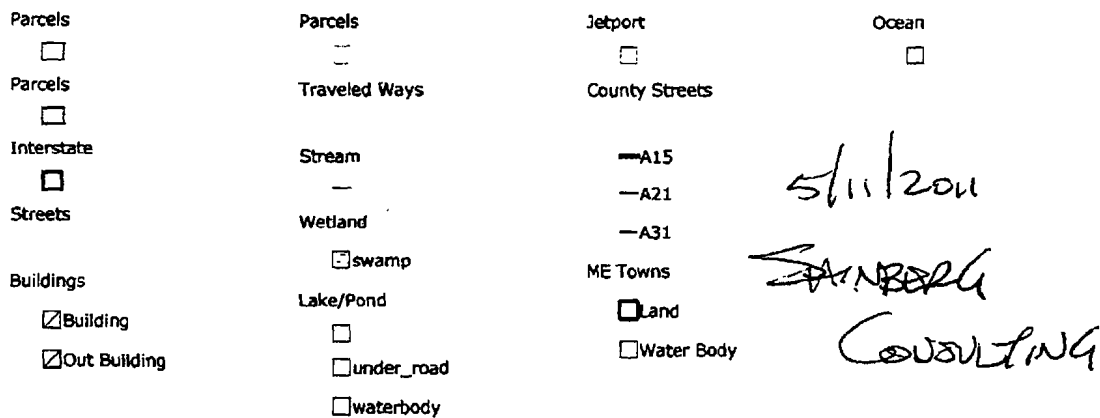 Parcels
Parcels
Interstate
Streets
Buildings
Building
Out Building
Parcels
Traveled Ways
Stream
Wetland
swamp
Lake/Pond
under_road
waterbody
Jetport
County Streets
A15
A21
A31
ME Towns
Land
Water Body
Ocean
5/11/2011
CONSULTING